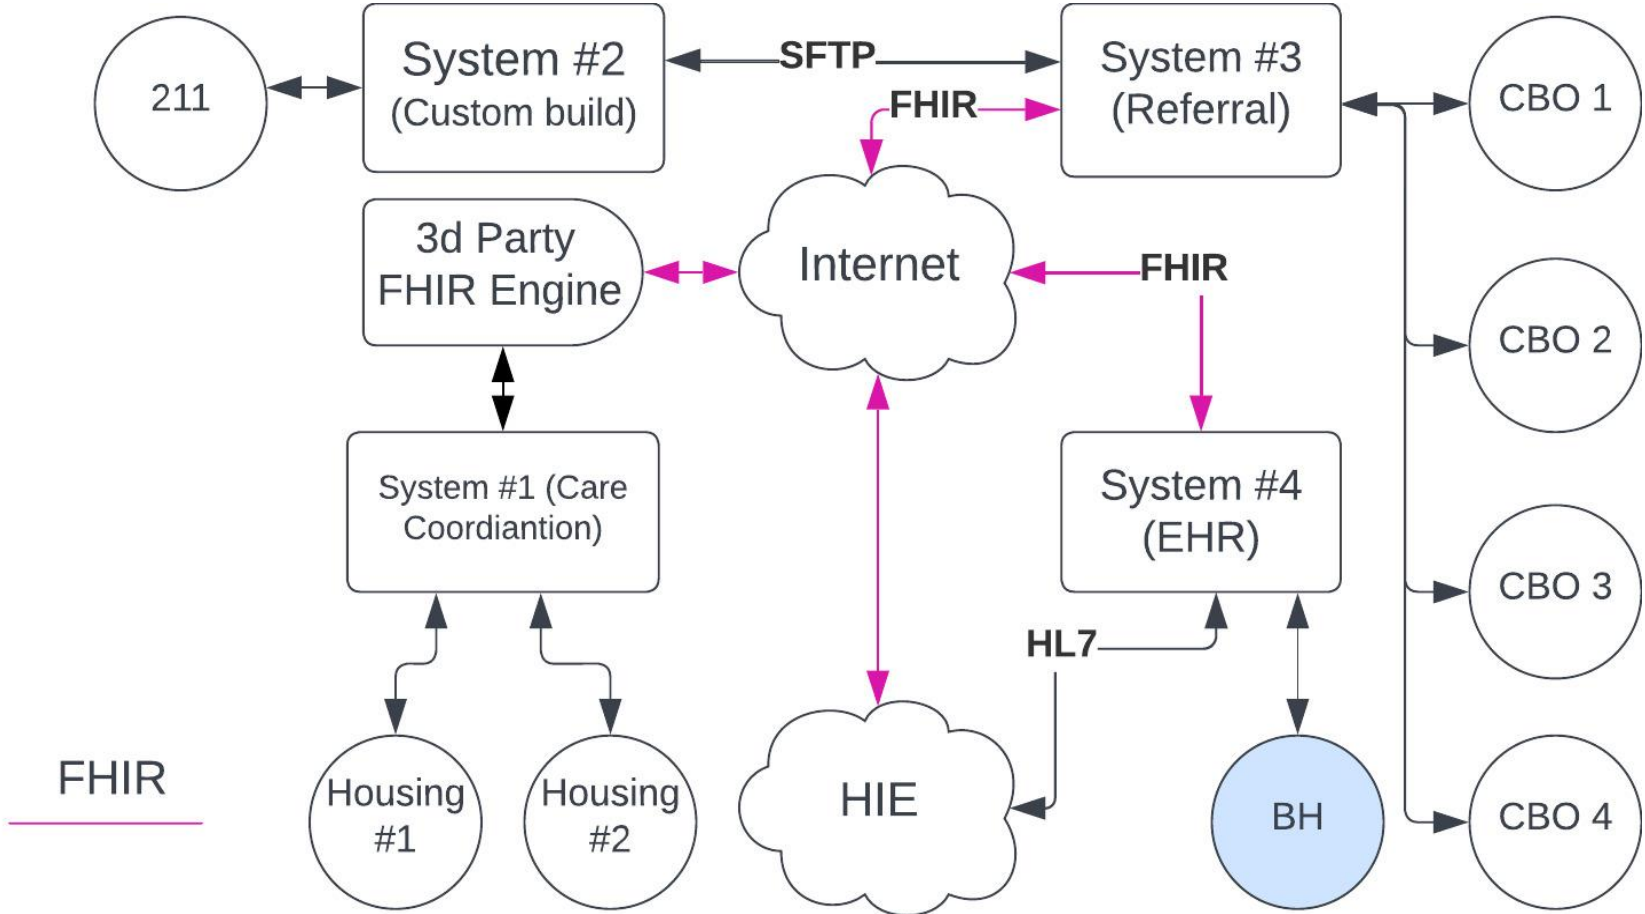 211
System #2
(Custom build)
SFTP
System #3
(Referral)
CBO 1
FHIR
3d Party
FHIR Engine
Internet
FHIR
CBO 2
System #1 (Care
Coordiantion)
System #4
(EHR)
CBO 3
HL7
FHIR
Housing
#1
Housing
#2
HIE
BH
CBO 4